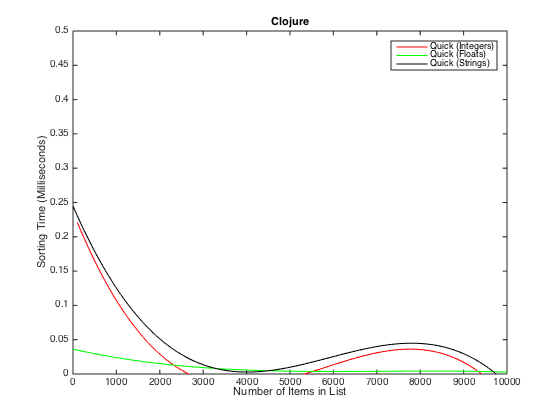 Clojure
0.5
0.45
0.4
0.35
0.3
0.25
0.2
0.15
0.1
0.05
0
Sorting Time (Milliseconds)
Quick (Integers)
Quick (Floats)
Quick (Strings)
0 1000 2000 3000 4000 5000 6000 7000 8000 9000 10000
Number of Items in List